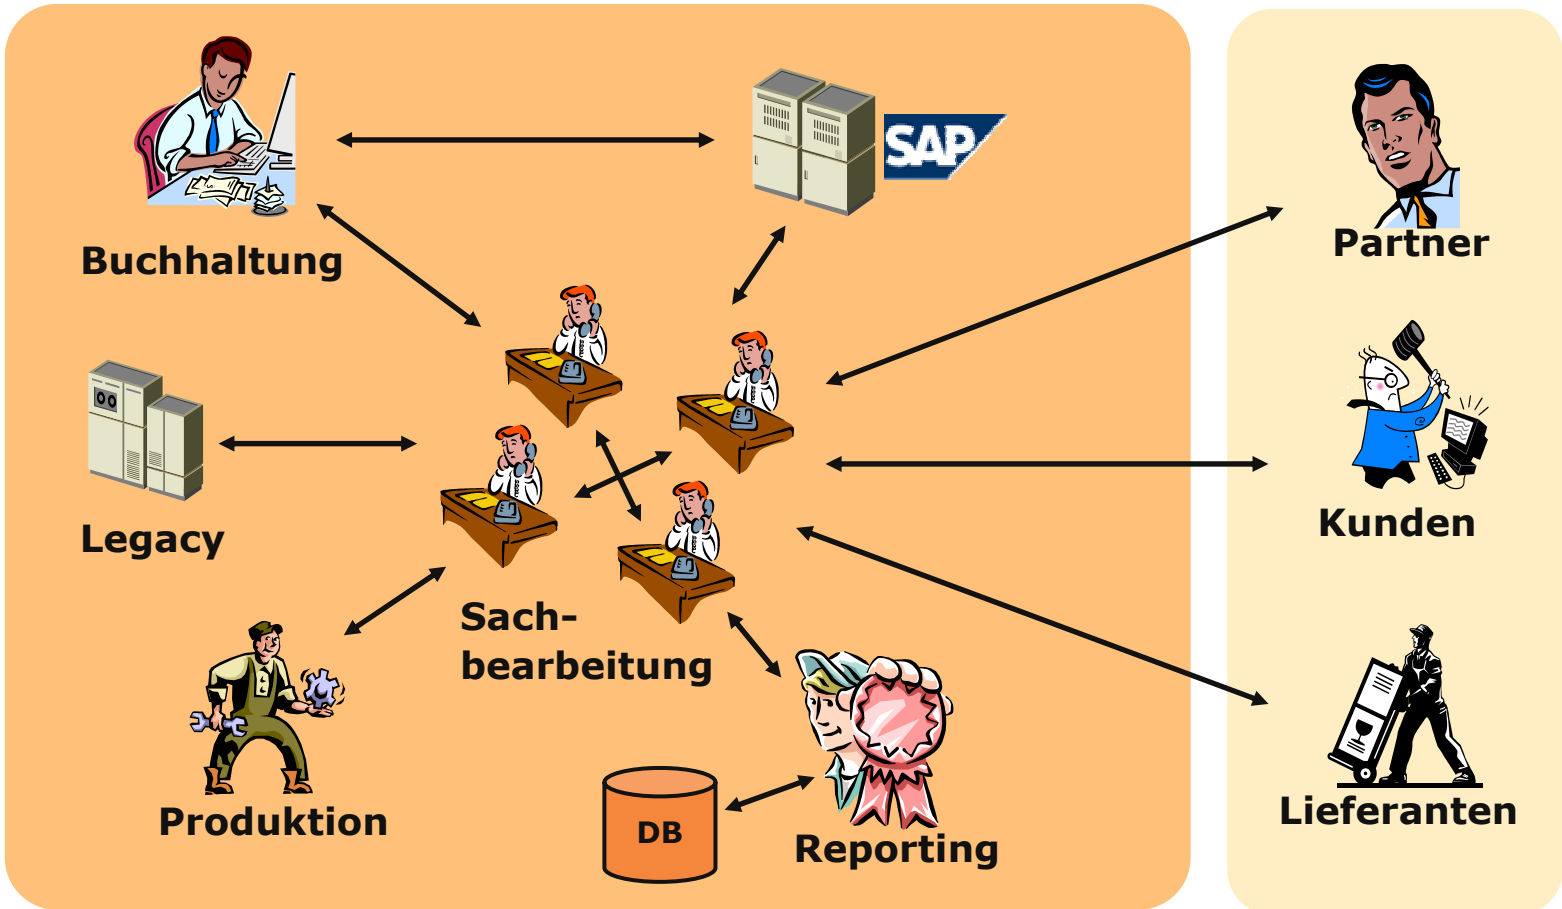 SAP
Buchhaltung
Partner
Legacy
Kunden
Sach-
bearbeitung
Produktion
DB
Reporting
Lieferanten